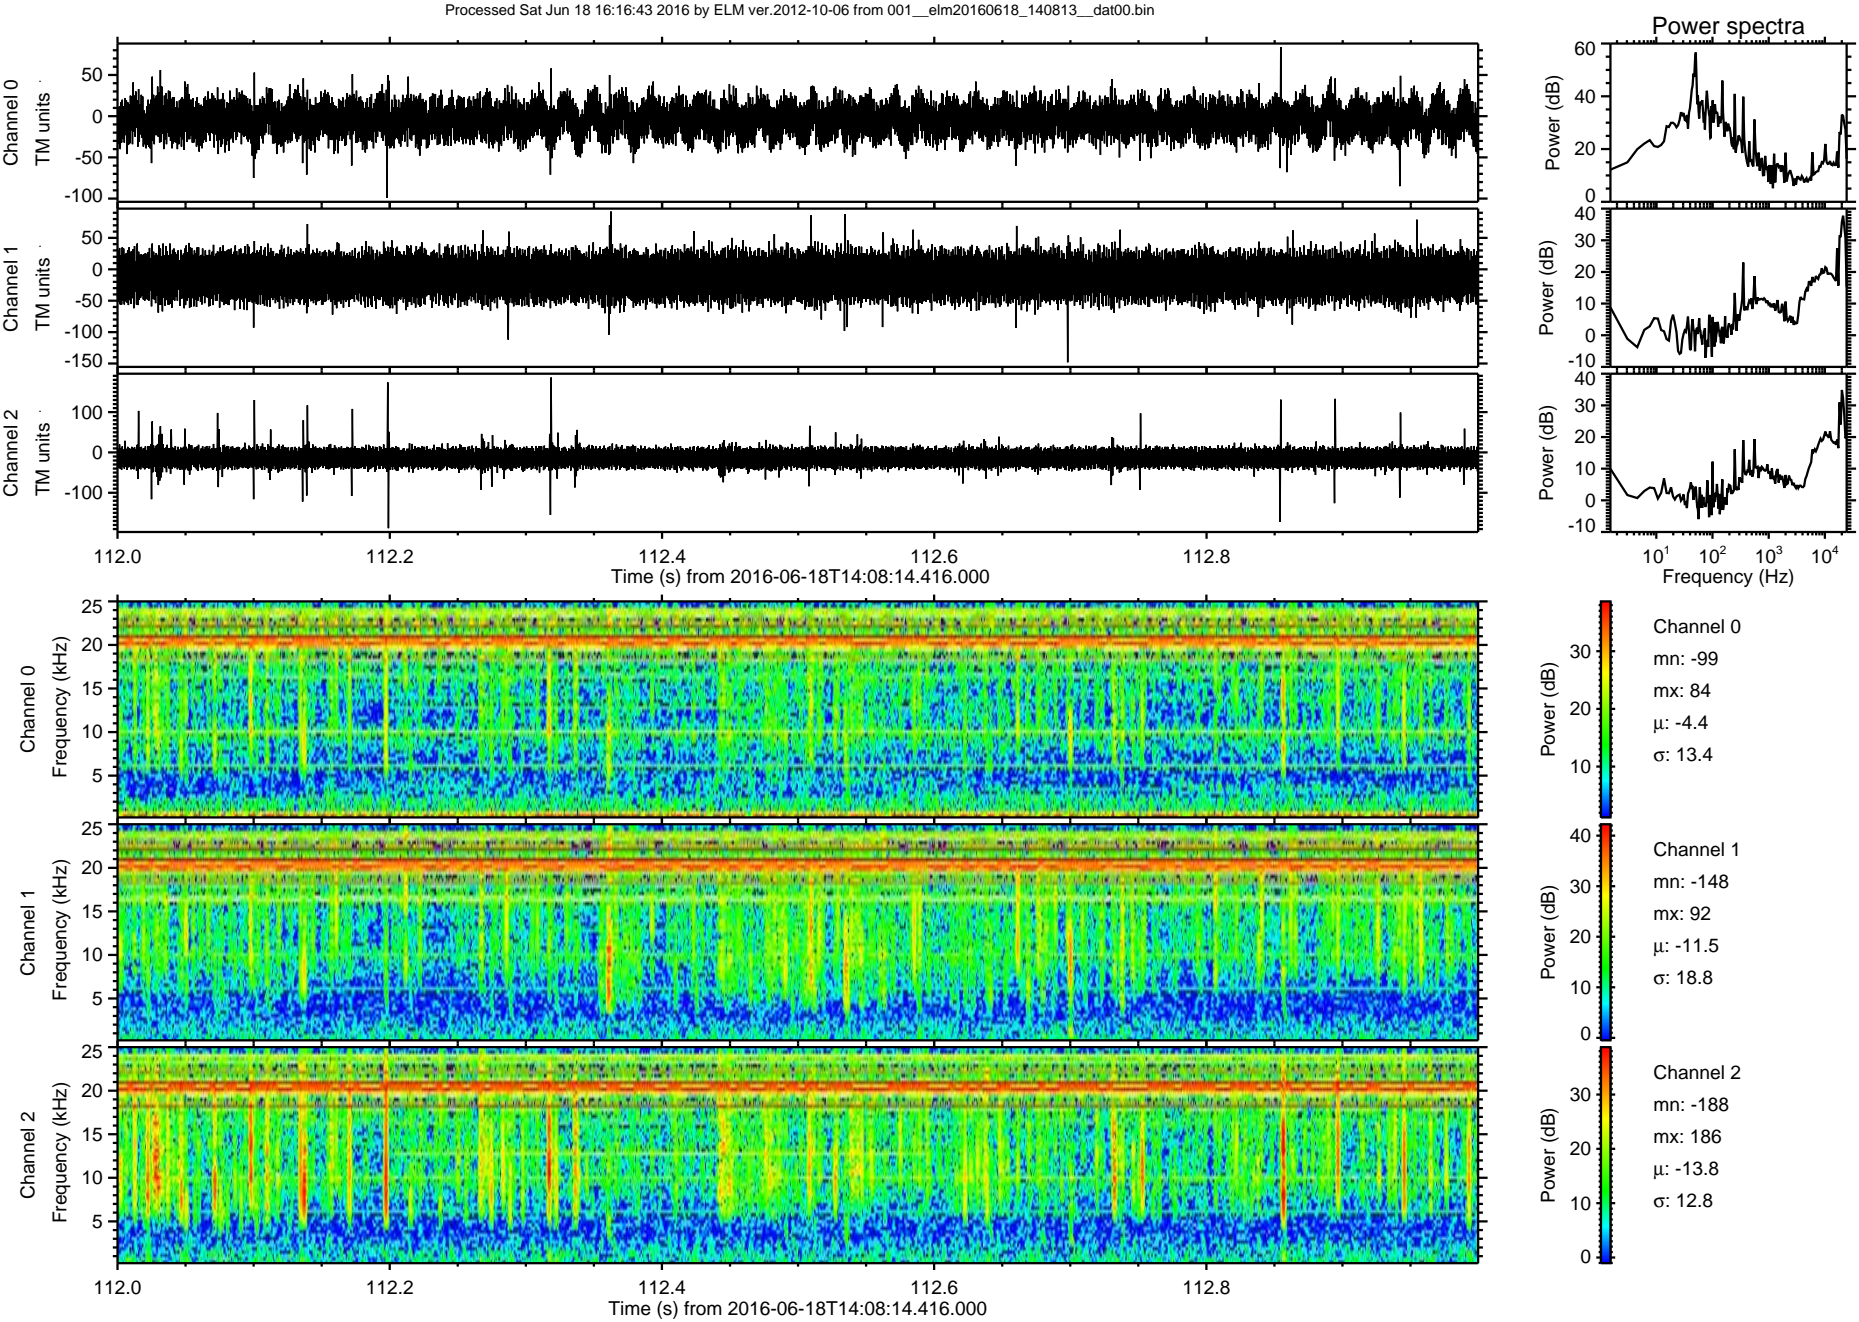 Processed Sat Jun 18 16:16:43 2016 by ELM ver.2012-10-06 from 001__elm20160618_140813__dat00.bin
Power spectra
Channel 0
TM units
50
0
-50
-100
Power (dB)
60
40
20
0
Channel 1
TM units
50
0
-50
-100
-150
Power (dB)
40
30
20
10
0
-10
Channel 2
TM units
100
0
-100
Power (dB)
40
30
20
10
0
-10
112.0 112.2 112.4 112.6 112.8
Time (s) from 2016-06-18T14:08:14.416.000
10¹ 10² 10³ 10⁴
Frequency (Hz)
Channel 0
Frequency (kHz)
25
20
15
10
5
Power (dB)
30
20
10
Channel 0
mn: -99
mx: 84
μ: -4.4
σ: 13.4
Channel 1
Frequency (kHz)
25
20
15
10
5
Power (dB)
40
30
20
10
0
Channel 1
mn: -148
mx: 92
μ: -11.5
σ: 18.8
Channel 2
Frequency (kHz)
25
20
15
10
5
Power (dB)
30
20
10
0
Channel 2
mn: -188
mx: 186
μ: -13.8
σ: 12.8
112.0 112.2 112.4 112.6 112.8
Time (s) from 2016-06-18T14:08:14.416.000